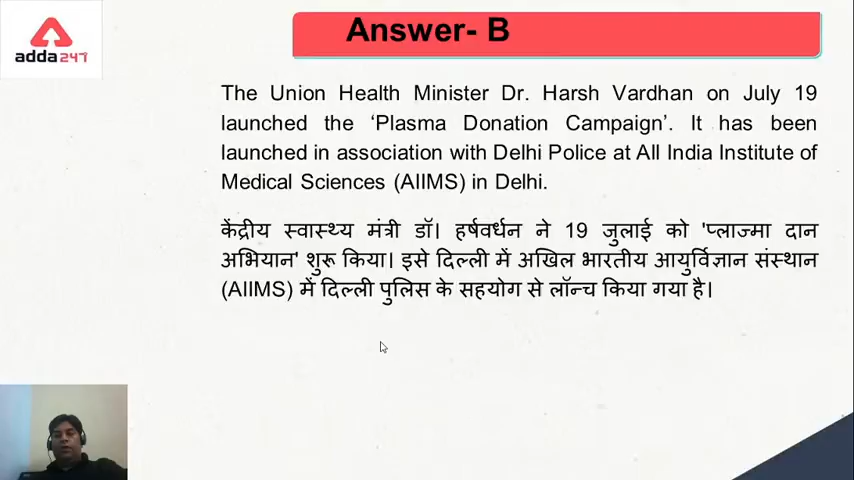 Answer- B
adda247
The Union Health Minister Dr. Harsh Vardhan on July 19
launched the ‘Plasma Donation Campaign’. It has been
launched in association with Delhi Police at All India Institute of
Medical Sciences (AIIMS) in Delhi.
केंद्रीय स्वास्थ्य मंत्री डॉ। हर्षवर्धन ने 19 जुलाई को 'प्लाज्मा दान
अभियान' शुरू किया। इसे दिल्ली में अखिल भारतीय आयुर्विज्ञान संस्थान
(AIIMS) में दिल्ली पुलिस के सहयोग से लॉन्च किया गया है।